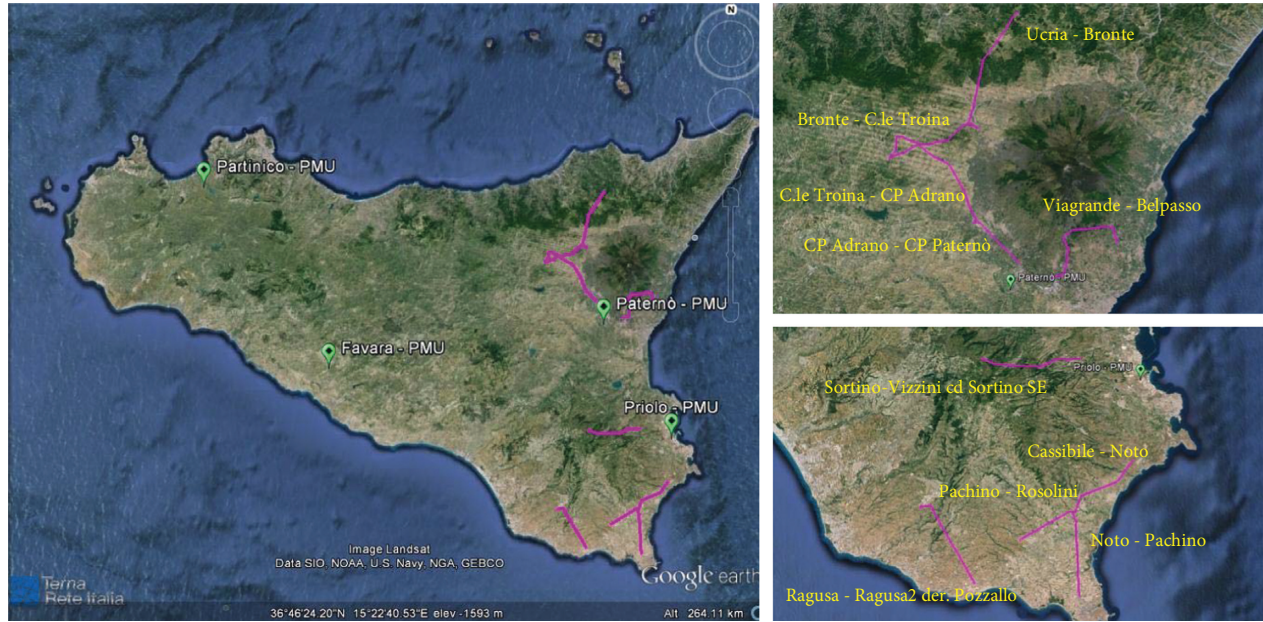 N
Partinico - PMU
Paternò - PMU
Favara - PMU
Priolo - PMU
Image Landsat
Data SIO, NOAA, U.S. Navy, NGA, GEBCO
Google earth
Terna
Rete Italia
36°46'24.20"N 15°22'40.53"E elev -1593 m
Alt 264.11 km
Ucria - Bronte
Bronte - C.le Troina
C.le Troina - CP Adrano
Viagrande - Belpasso
CP Adrano - CP Paternò
Paternò - PMU
Priolo - PMU
Sortino-Vizzini cd Sortino SE
Cassibile - Noto
Pachino - Rosolini
Noto - Pachino
Ragusa - Ragusa2 der. Pozzallo